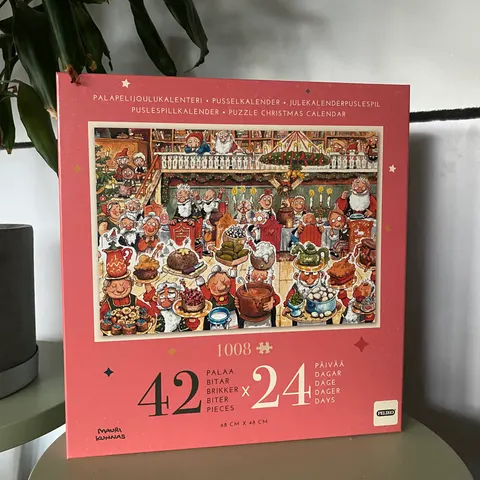 PALAPELIJOULUKALENTERI • PUSSELKALENDER • JULEKALENDERPUSLESPIL
PUSLESPILLKALENDER • PUZZLE CHRISTMAS CALENDAR
1008
42
PALAA
BITAR
BRIKKER
BITER
PIECES
x
24
PÄIVÄÄ
DAGAR
DAGE
DAGER
DAYS
68 CM X 48 CM
MAURI
KUNNAS
PELIKO